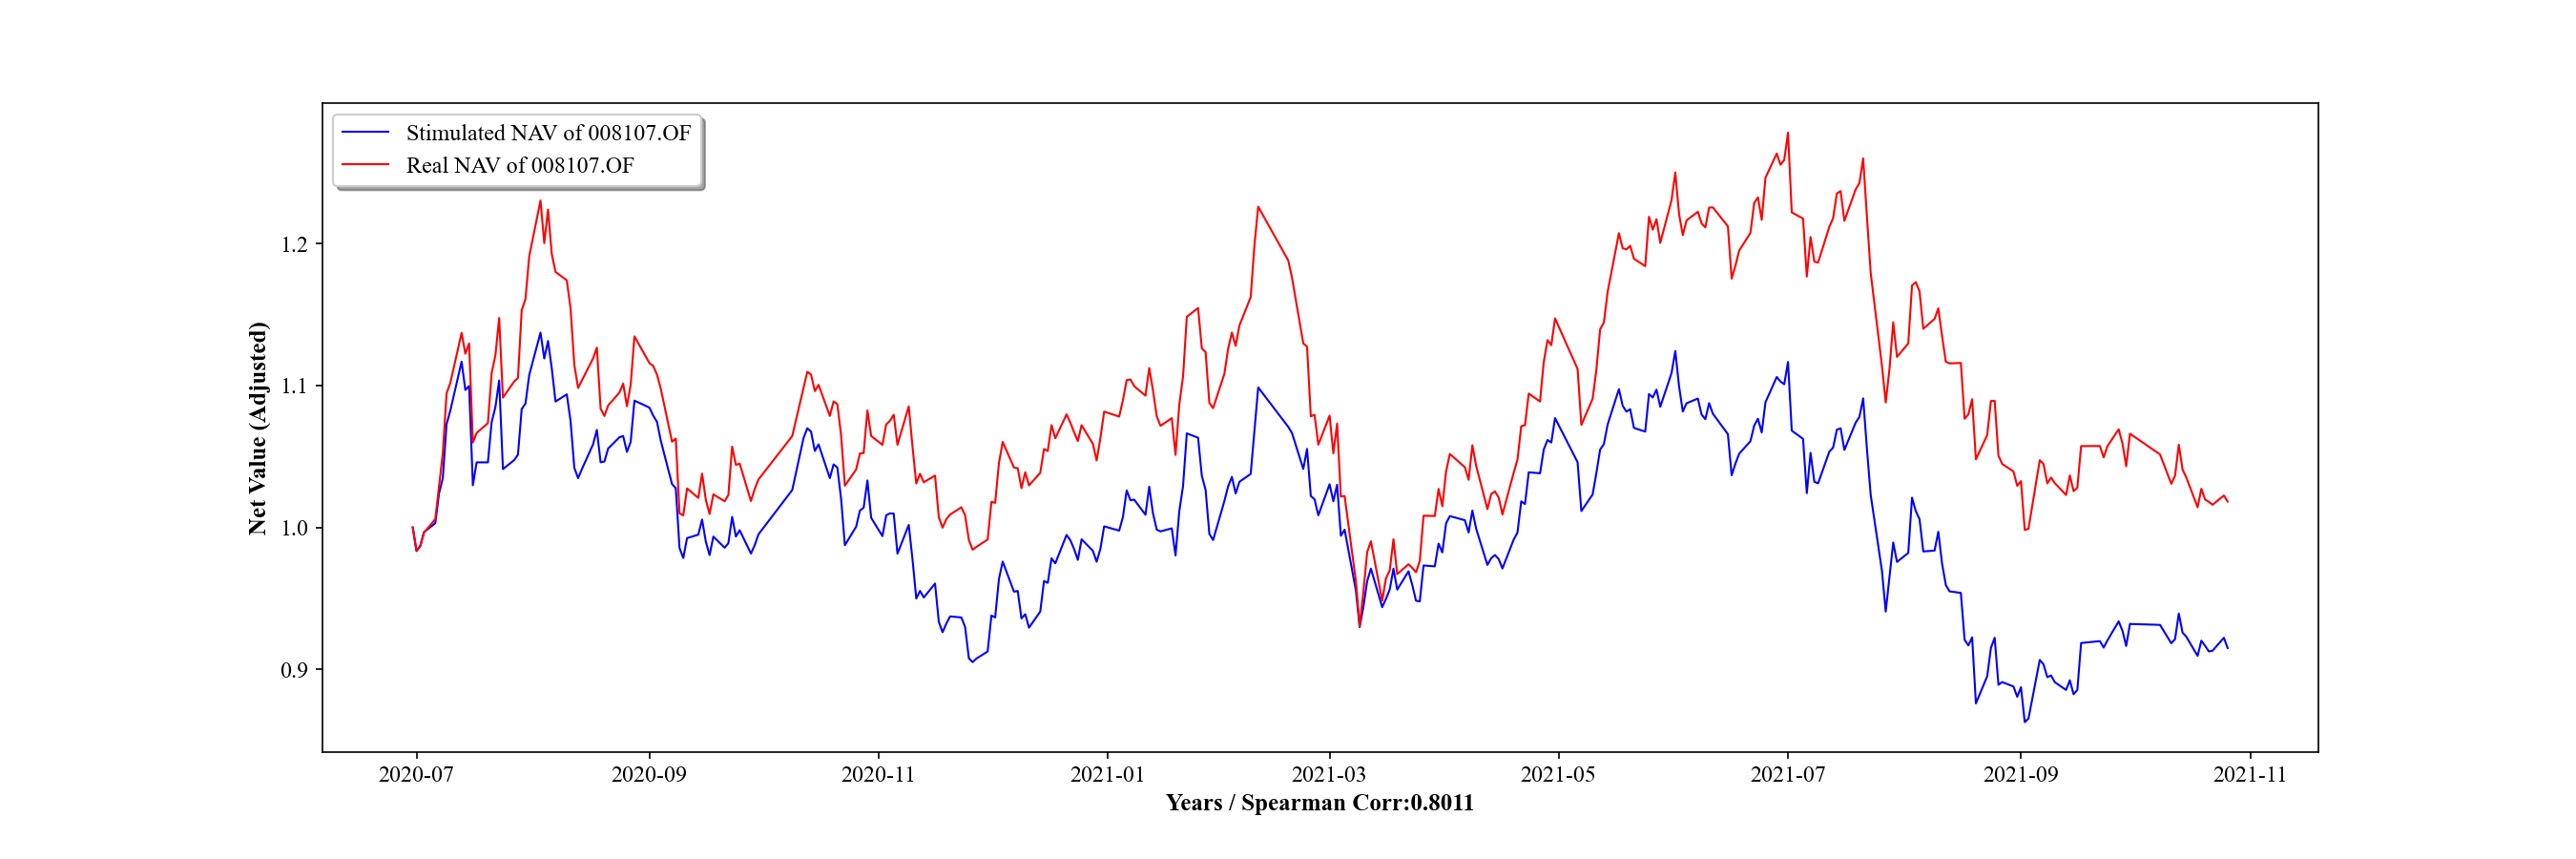 Stimulated NAV of 008107.OF
Real NAV of 008107.OF
Net Value (Adjusted)
1.2
1.1
1.0
0.9
2020-07 2020-09 2020-11 2021-01 2021-03 2021-05 2021-07 2021-09 2021-11
Years / Spearman Corr:0.8011